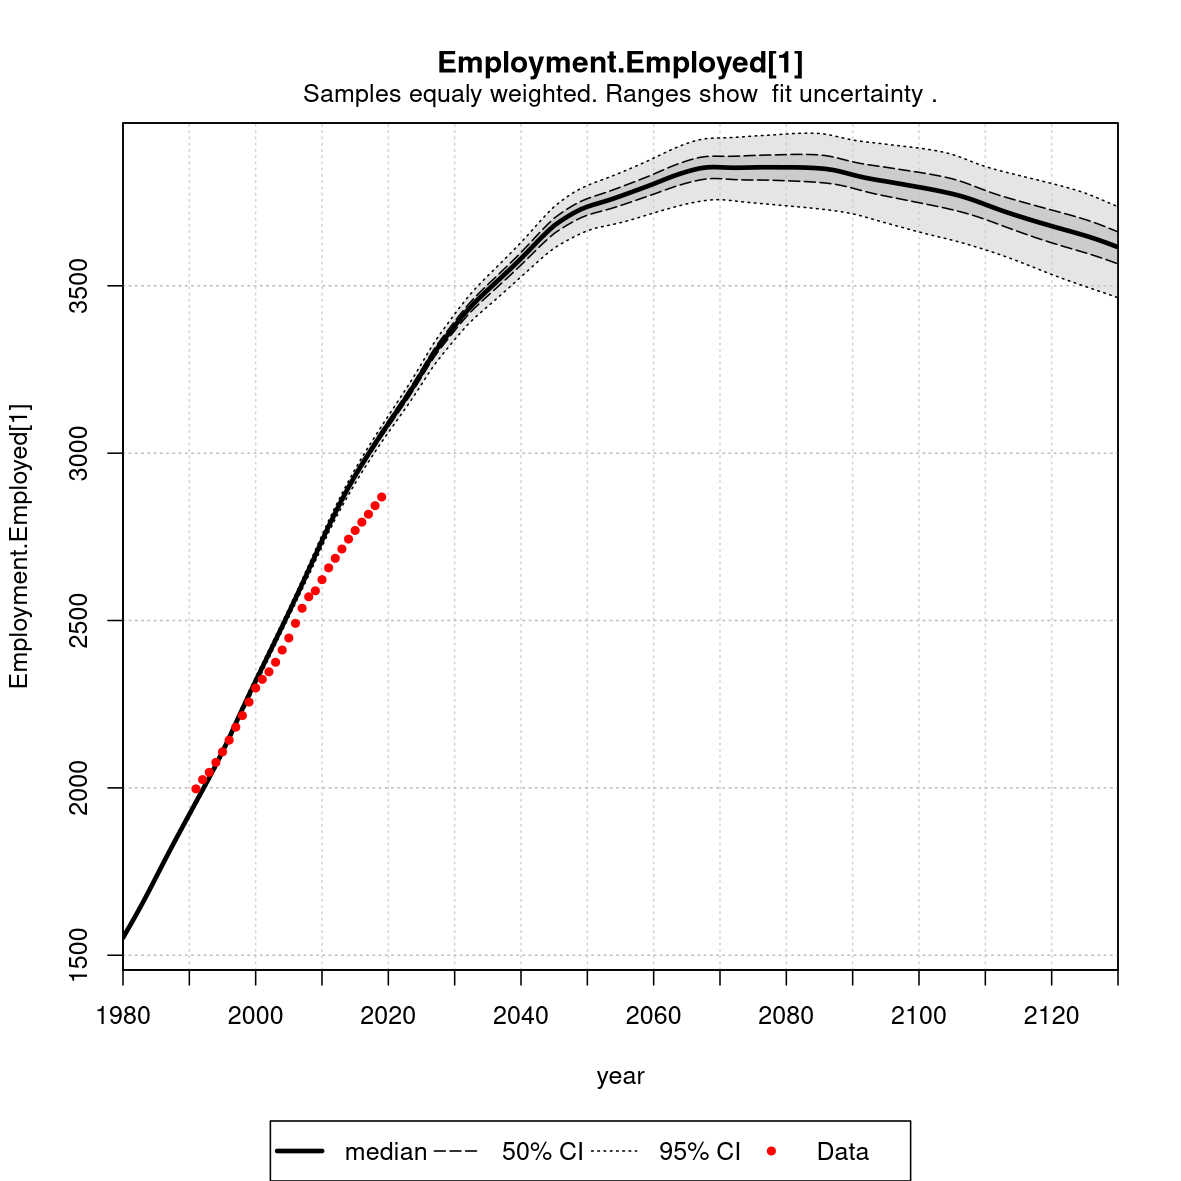 Employment.Employed[1]
Samples equaly weighted. Ranges show  fit uncertainty .
Employment.Employed[1]
3500
3000
2500
2000
1500
1980 2000 2020 2040 2060 2080 2100 2120
year
median 50% CI 95% CI Data